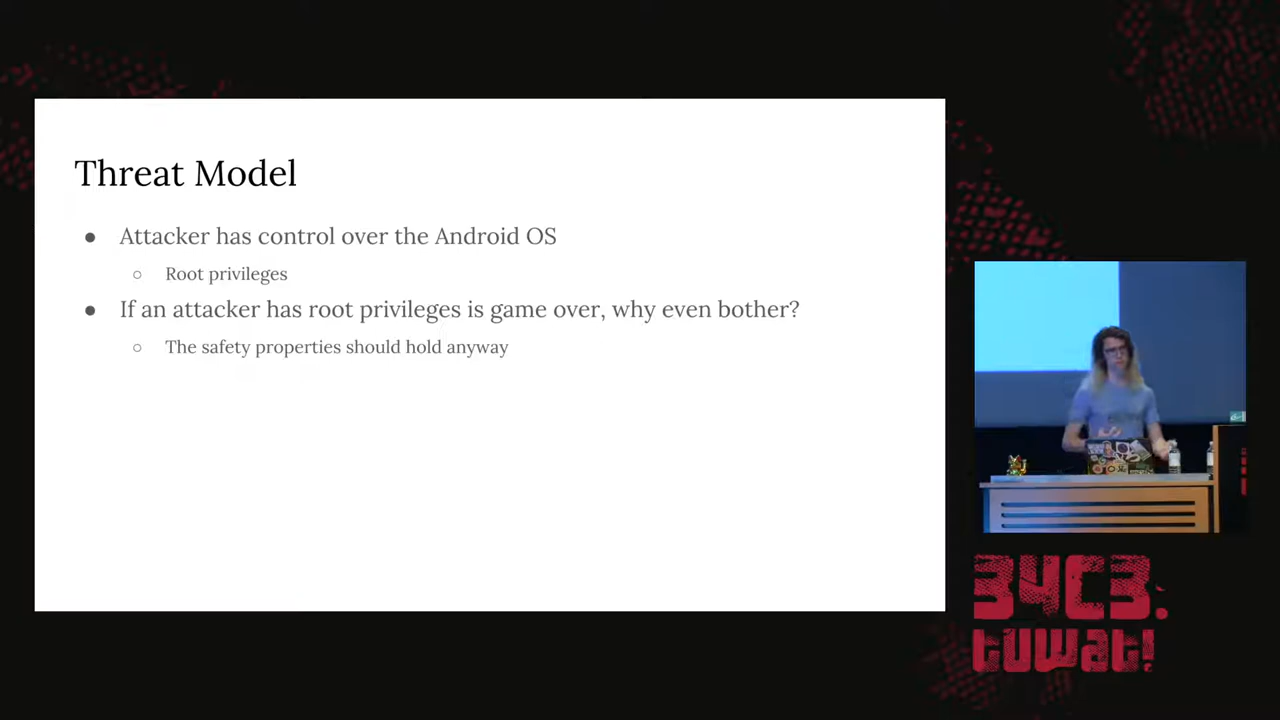 Threat Model
● Attacker has control over the Android OS
○ Root privileges
● If an attacker has root privileges is game over, why even bother?
○ The safety properties should hold anyway
34C3.
tuwat!